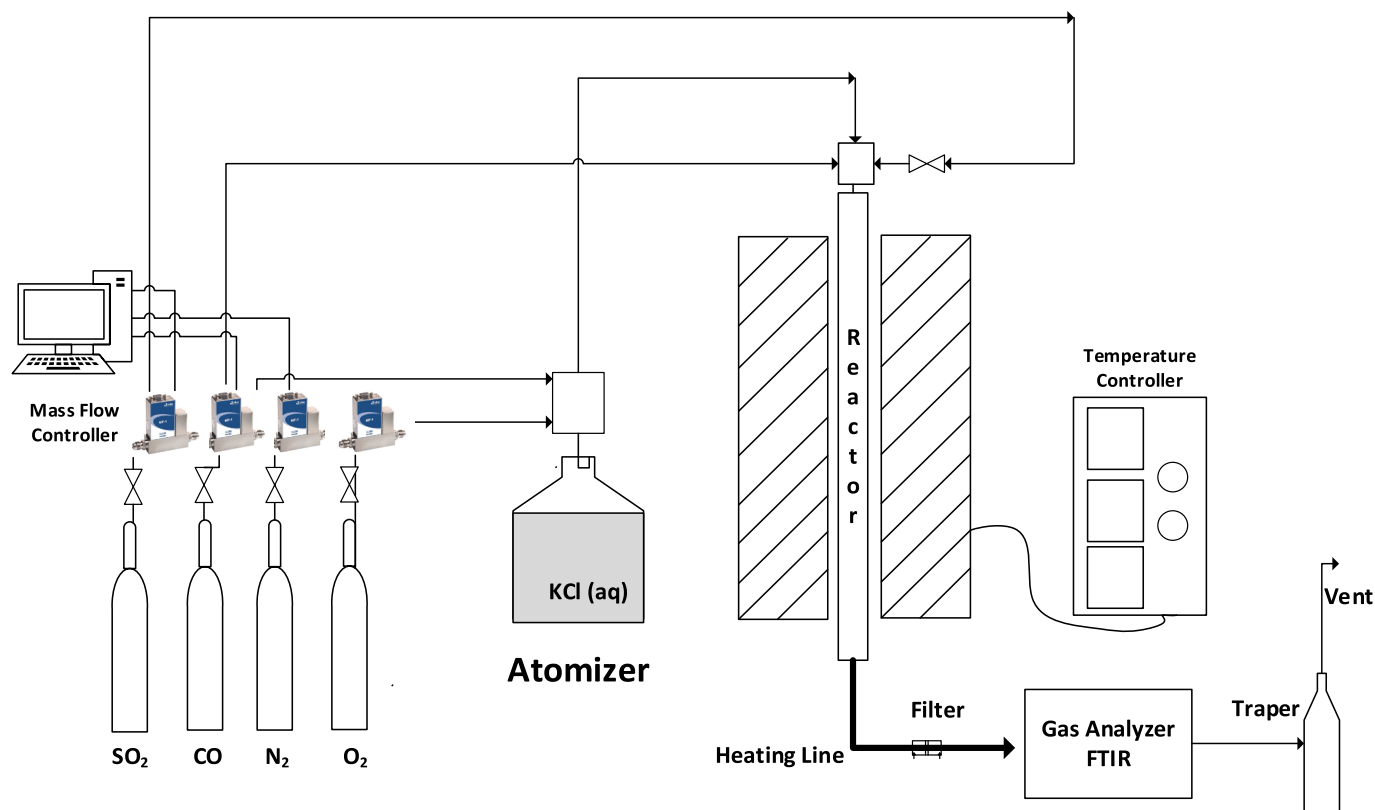 Temperature
Controller
Mass Flow
Controller
R
e
a
c
t
o
r
KCl (aq)
Atomizer
Vent
SO₂
CO
N₂
O₂
Heating Line
Filter
Gas Analyzer
FTIR
Traper